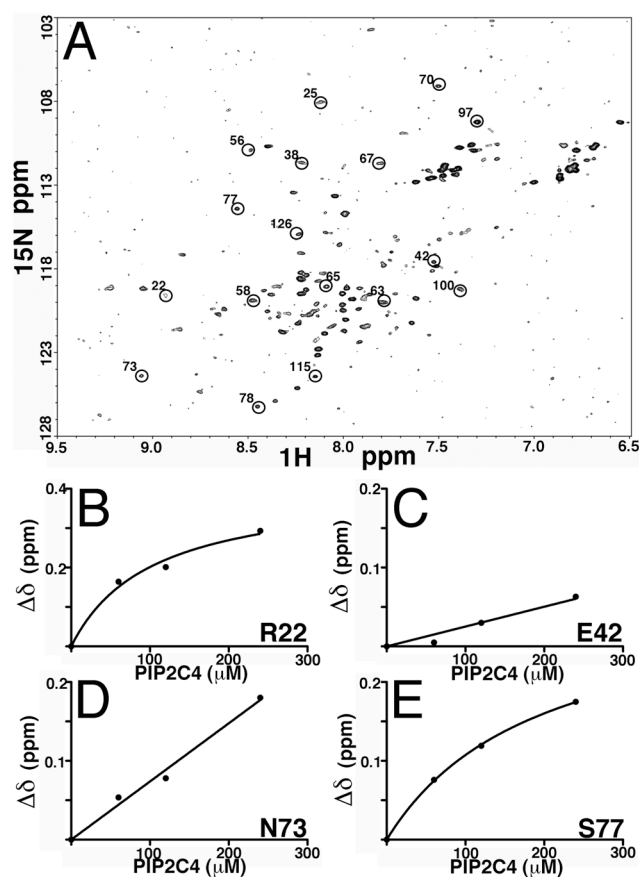 A
103
108
113
118
123
128
15N ppm
70
25
97
56
38
67
77
126
42
65
22
58
63
100
73
115
78
9.5
9.0
8.5
8.0
7.5
7.0
6.5
1H ppm
B
0.4
0.2
Δδ (ppm)
R22
0
100
200
300
PIP2C4 (μM)
C
0.2
0.1
Δδ (ppm)
E42
0
100
200
300
PIP2C4 (μM)
D
0.2
0.1
Δδ (ppm)
N73
0
100
200
300
PIP2C4 (μM)
E
0.2
0.1
Δδ (ppm)
S77
0
100
200
300
PIP2C4 (μM)